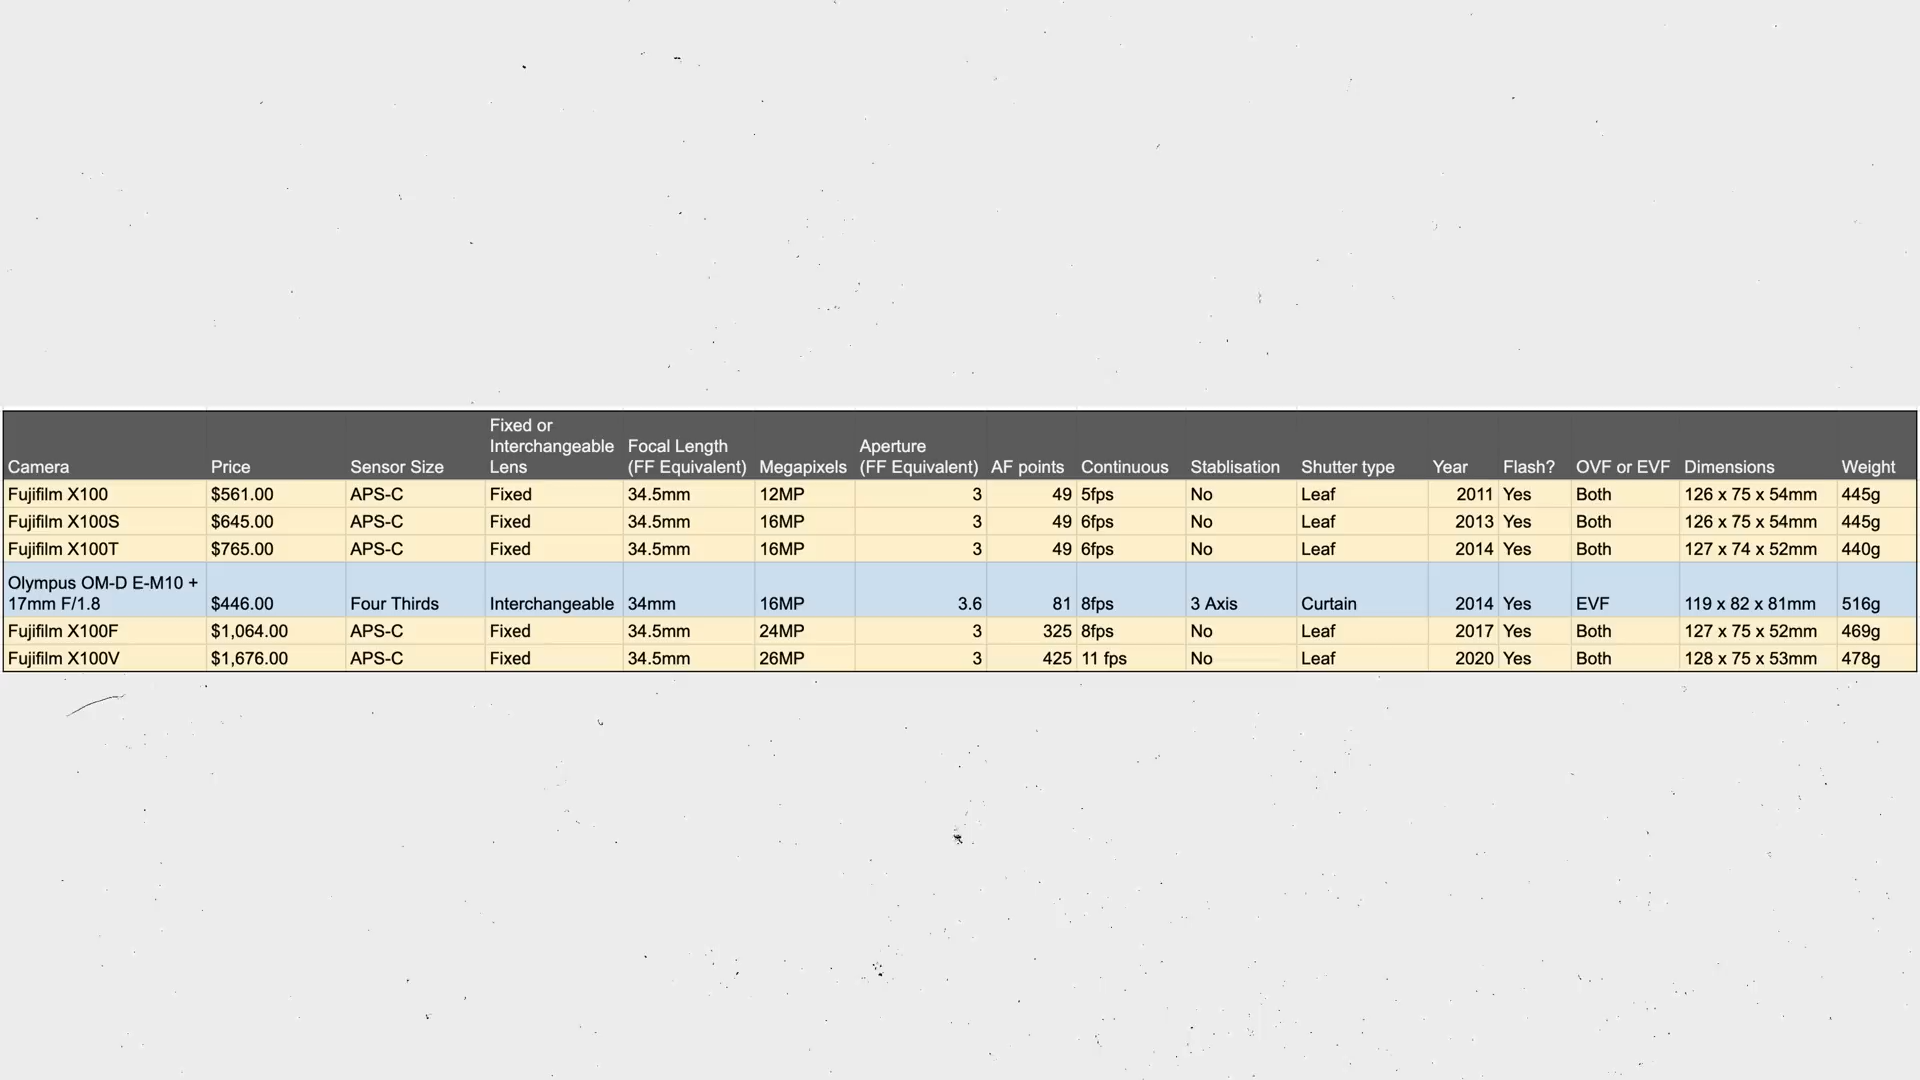 Camera Price Sensor Size Fixed or Interchangeable Lens Focal Length (FF Equivalent) Megapixels Aperture (FF Equivalent) AF points Continuous Stablisation Shutter type Year Flash? OVF or EVF Dimensions Weight
Fujifilm X100 $561.00 APS-C Fixed 34.5mm 12MP 3 49 5fps No Leaf 2011 Yes Both 126 x 75 x 54mm 445g
Fujifilm X100S $645.00 APS-C Fixed 34.5mm 16MP 3 49 6fps No Leaf 2013 Yes Both 126 x 75 x 54mm 445g
Fujifilm X100T $765.00 APS-C Fixed 34.5mm 16MP 3 49 6fps No Leaf 2014 Yes Both 127 x 74 x 52mm 440g
Olympus OM-D E-M10 +
17mm F/1.8 $446.00 Four Thirds Interchangeable 34mm 16MP 3.6 81 8fps 3 Axis Curtain 2014 Yes EVF 119 x 82 x 81mm 516g
Fujifilm X100F $1,064.00 APS-C Fixed 34.5mm 24MP 3 325 8fps No Leaf 2017 Yes Both 127 x 75 x 52mm 469g
Fujifilm X100V $1,676.00 APS-C Fixed 34.5mm 26MP 3 425 11 fps No Leaf 2020 Yes Both 128 x 75 x 53mm 478g